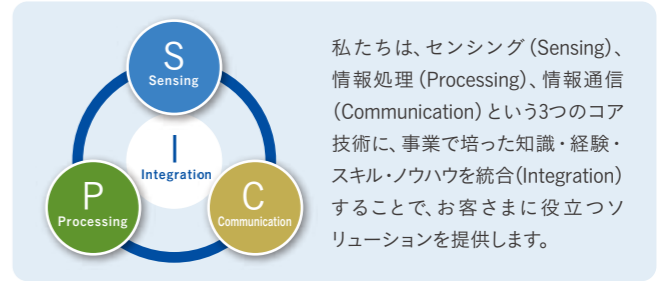 S
Sensing
I
Integration
P
Processing
C
Communication
私たちは、センシング(Sensing)、
情報処理(Processing)、情報通信
(Communication)という3つのコア
技術に、事業で培った知識・経験・
スキル・ノウハウを統合(Integration)
することで、お客さまに役立つソ
リューションを提供します。